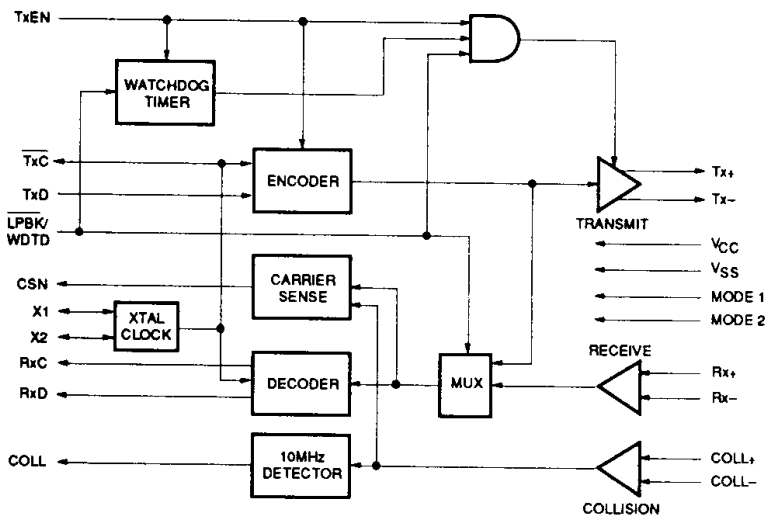 TxEN
WATCHDOG
TIMER
TxC
TxD
ENCODER
Tx+
Tx–
LPBK/
WDTD
TRANSMIT
VCC
VSS
MODE 1
MODE 2
CSN
CARRIER
SENSE
X1
X2
XTAL
CLOCK
RxC
RxD
DECODER
MUX
RECEIVE
Rx+
Rx–
COLL
10MHz
DETECTOR
COLL+
COLL–
COLLISION